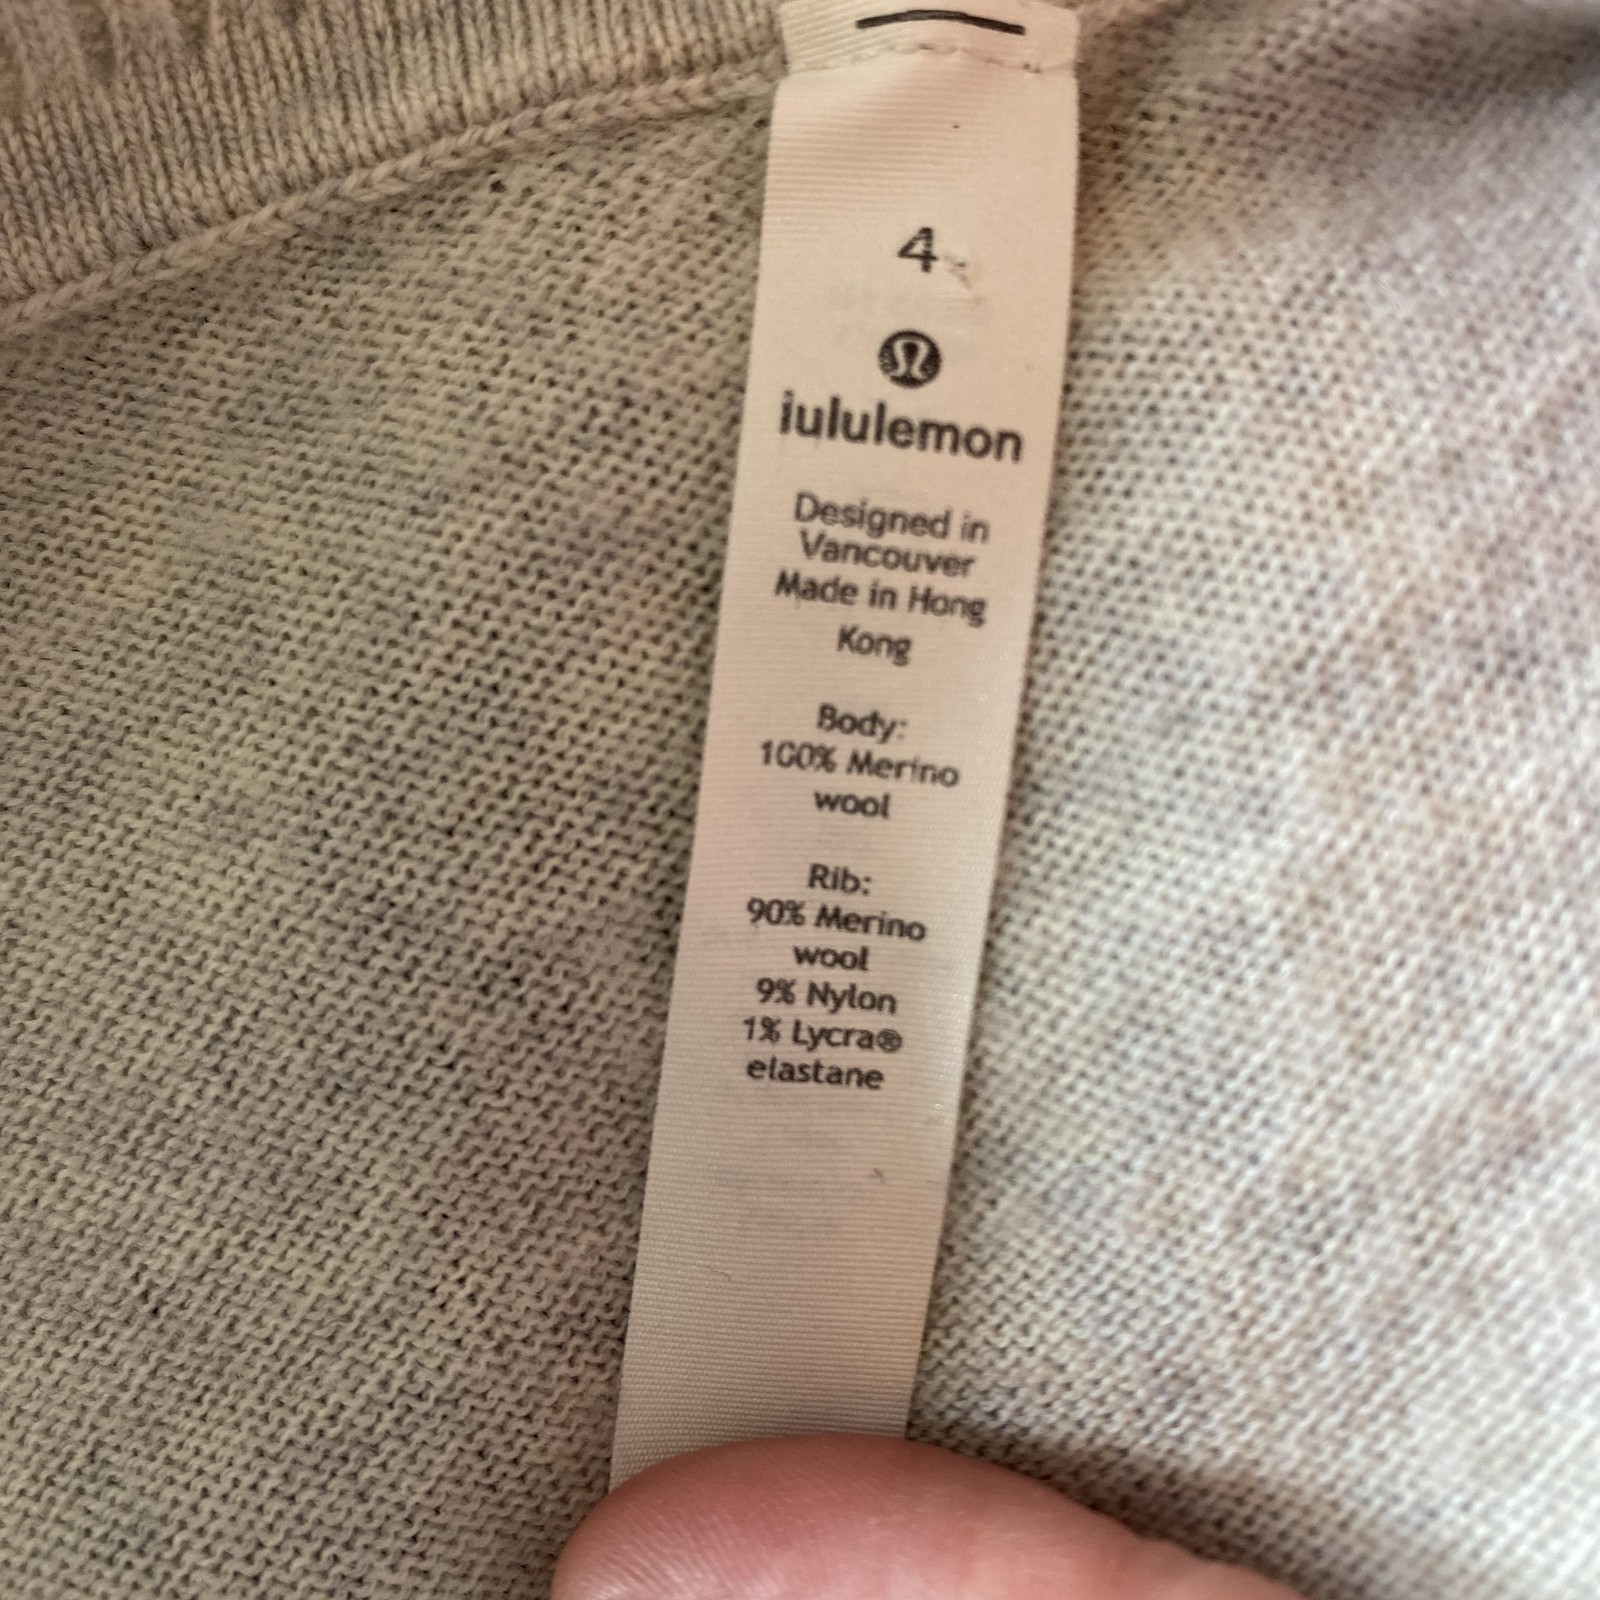 4
lululemon
Designed in
Vancouver
Made in Hong
Kong
Body:
100% Merino
wool
Rib:
90% Merino
wool
9% Nylon
1% Lycra®
elastane